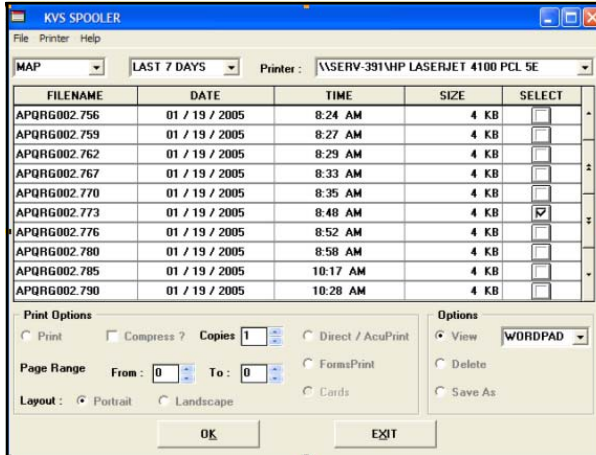 KVS SPOOLER
File Printer Help
MAP LAST 7 DAYS Printer : \\SERV-391\HP LASERJET 4100 PCL 5E
FILENAME DATE TIME SIZE SELECT
APQRG002.756 01 / 19 / 2005 8:24 AM 4 KB
APQRG002.759 01 / 19 / 2005 8:27 AM 4 KB
APQRG002.762 01 / 19 / 2005 8:29 AM 4 KB
APQRG002.767 01 / 19 / 2005 8:33 AM 4 KB
APQRG002.770 01 / 19 / 2005 8:35 AM 4 KB
APQRG002.773 01 / 19 / 2005 8:48 AM 4 KB
APQRG002.776 01 / 19 / 2005 8:52 AM 4 KB
APQRG002.780 01 / 19 / 2005 8:58 AM 4 KB
APQRG002.785 01 / 19 / 2005 10:17 AM 4 KB
APQRG002.790 01 / 19 / 2005 10:28 AM 4 KB
Print Options Options
Print Compress ? Copies 1 Direct / AcuPrint View WORDPAD
Page Range From : 0 To : 0 FormsPrint Delete
Layout : Portrait Landscape Cards Save As
OK EXIT